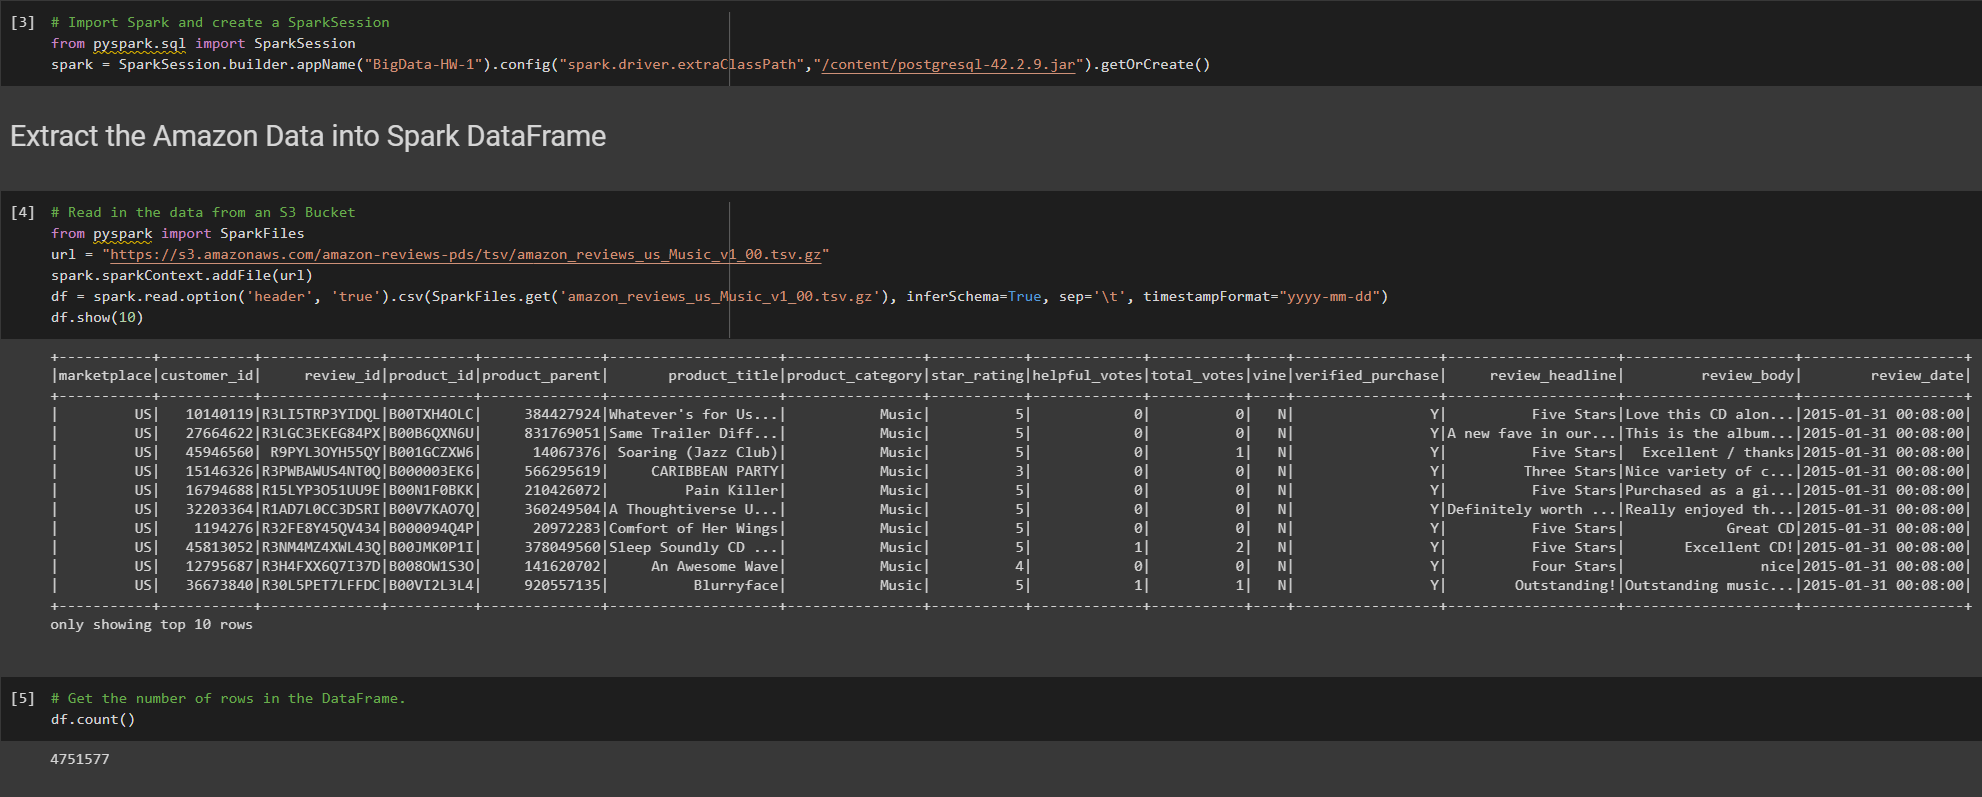 [3] # Import Spark and create a SparkSession
from pyspark.sql import SparkSession
spark = SparkSession.builder.appName("BigData-HW-1").config("spark.driver.extraClassPath","/content/postgresql-42.2.9.jar").getOrCreate()
Extract the Amazon Data into Spark DataFrame
[4] # Read in the data from an S3 Bucket
from pyspark import SparkFiles
url = "https://s3.amazonaws.com/amazon-reviews-pds/tsv/amazon_reviews_us_Music_v1_00.tsv.gz"
spark.sparkContext.addFile(url)
df = spark.read.option('header', 'true').csv(SparkFiles.get('amazon_reviews_us_Music_v1_00.tsv.gz'), inferSchema=True, sep='\t', timestampFormat="yyyy-mm-dd")
df.show(10)
+-----------+-----------+--------------+----------+--------------+--------------------+----------------+-----------+-------------+-----------+----+-----------------+--------------------+--------------------+-------------------+
|marketplace|customer_id|     review_id|product_id|product_parent|       product_title|product_category|star_rating|helpful_votes|total_votes|vine|verified_purchase|     review_headline|         review_body|        review_date|
+-----------+-----------+--------------+----------+--------------+--------------------+----------------+-----------+-------------+-----------+----+-----------------+--------------------+--------------------+-------------------+
|         US|   10140119|R3LI5TRP3YIDQL|B00TXH4OLC|     384427924|Whatever's for Us...|           Music|          5|            0|          0|   N|                Y|          Five Stars|Love this CD alon...|2015-01-31 00:08:00|
|         US|   27664622|R3LGC3EKEG84PX|B00B6QXN6U|     831769051|Same Trailer Diff...|           Music|          5|            0|          0|   N|                Y|A new fave in our...|This is the album...|2015-01-31 00:08:00|
|         US|   45946560| R9PYL3OYH55QY|B001GCZXW6|      14067376| Soaring (Jazz Club)|           Music|          5|            0|          1|   N|                Y|          Five Stars|  Excellent / thanks|2015-01-31 00:08:00|
|         US|   15146326|R3PWBAWUS4NT0Q|B000003EK6|     566295619|     CARIBBEAN PARTY|           Music|          3|            0|          0|   N|                Y|         Three Stars|Nice variety of c...|2015-01-31 00:08:00|
|         US|   16794688|R15LYP3O51UU9E|B00N1F0BKK|     210426072|         Pain Killer|           Music|          5|            0|          0|   N|                Y|          Five Stars|Purchased as a gi...|2015-01-31 00:08:00|
|         US|   32203364|R1AD7L0CC3DSRI|B00V7KAO7Q|     360249504|A Thoughtiverse U...|           Music|          5|            0|          0|   N|                Y|Definitely worth ...|Really enjoyed th...|2015-01-31 00:08:00|
|         US|    1194276|R32FE8Y45QV434|B000094Q4P|      20972283|Comfort of Her Wings|           Music|          5|            0|          0|   N|                Y|          Five Stars|            Great CD|2015-01-31 00:08:00|
|         US|   45813052|R3NM4MZ4XWL43Q|B00JMK0P1I|     378049560|Sleep Soundly CD ...|           Music|          5|            1|          2|   N|                Y|          Five Stars|       Excellent CD!|2015-01-31 00:08:00|
|         US|   12795687|R3H4FXX6Q7I37D|B008OW1S3O|     141620702|     An Awesome Wave|           Music|          4|            0|          0|   N|                Y|          Four Stars|                nice|2015-01-31 00:08:00|
|         US|   36673840|R30L5PET7LFFDC|B00VI2L3L4|     920557135|          Blurryface|           Music|          5|            1|          1|   N|                Y|        Outstanding!|Outstanding music...|2015-01-31 00:08:00|
+-----------+-----------+--------------+----------+--------------+--------------------+----------------+-----------+-------------+-----------+----+-----------------+--------------------+--------------------+-------------------+
only showing top 10 rows
[5] # Get the number of rows in the DataFrame.
df.count()
4751577